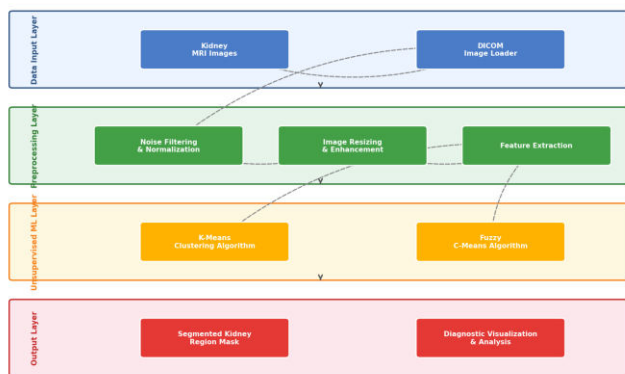 Data Input Layer
Kidney
MRI Images
DICOM
Image Loader
Preprocessing Layer
Noise Filtering
& Normalization
Image Resizing
& Enhancement
Feature Extraction
Unsupervised ML Layer
K-Means
Clustering Algorithm
Fuzzy
C-Means Algorithm
Output Layer
Segmented Kidney
Region Mask
Diagnostic Visualization
& Analysis